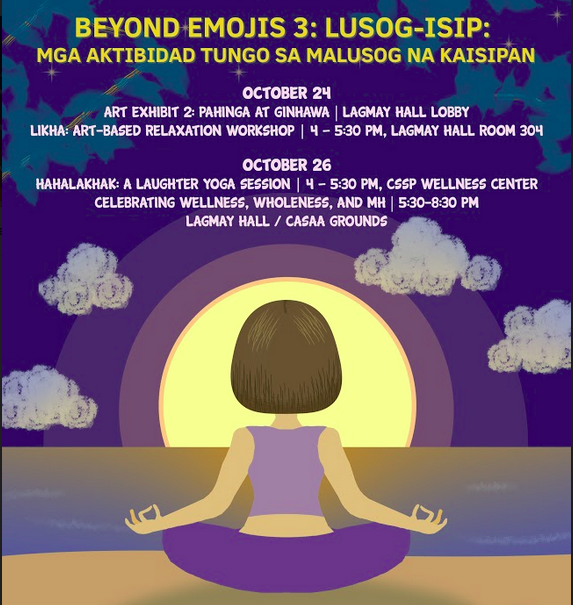 BEYOND EMOJIS 3: LUSOG-ISIP:
MGA AKTIBIDAD TUNGO SA MALUSOG NA KAISIPAN
OCTOBER 24
ART EXHIBIT 2: PAHINGA AT GINHAWA | LAGMAY HALL LOBBY
LIKHA: ART-BASED RELAXATION WORKSHOP | 4 - 5:30 PM, LAGMAY HALL ROOM 304
OCTOBER 26
HAHALAKHAK: A LAUGHTER YOGA SESSION | 4 - 5:30 PM, CSSP WELLNESS CENTER
CELEBRATING WELLNESS, WHOLENESS, AND MH | 5:30-8:30 PM
LAGMAY HALL / CASAA GROUNDS